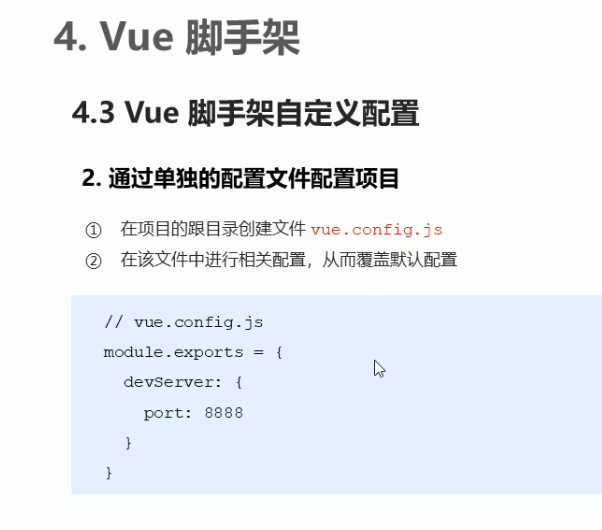 4. Vue 脚手架
4.3 Vue 脚手架自定义配置
2. 通过单独的配置文件配置项目
① 在项目的跟目录创建文件 vue.config.js
② 在该文件中进行相关配置，从而覆盖默认配置
// vue.config.js
module.exports = {
devServer: {
port: 8888
}
}